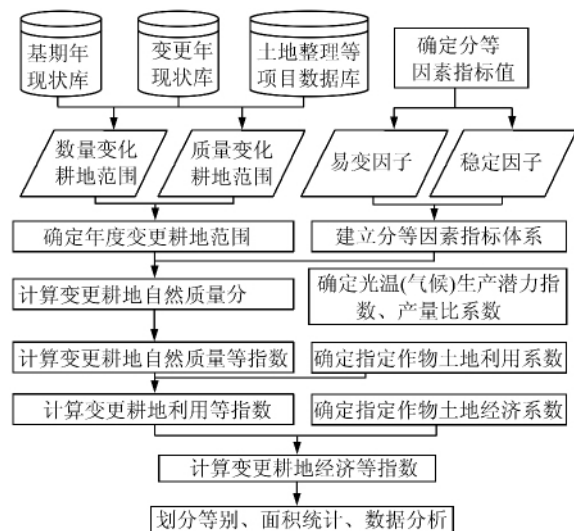 基期年
现状库
变更年
现状库
土地整理等
项目数据库
确定分等
因素指标值
数量变化
耕地范围
质量变化
耕地范围
易变因子
稳定因子
确定年度变更耕地范围
建立分等因素指标体系
计算变更耕地自然质量分
确定光温(气候)生产潜力指
数、产量比系数
计算变更耕地自然质量等指数
确定指定作物土地利用系数
计算变更耕地利用等指数
确定指定作物土地经济系数
计算变更耕地经济等指数
划分等别、面积统计、数据分析